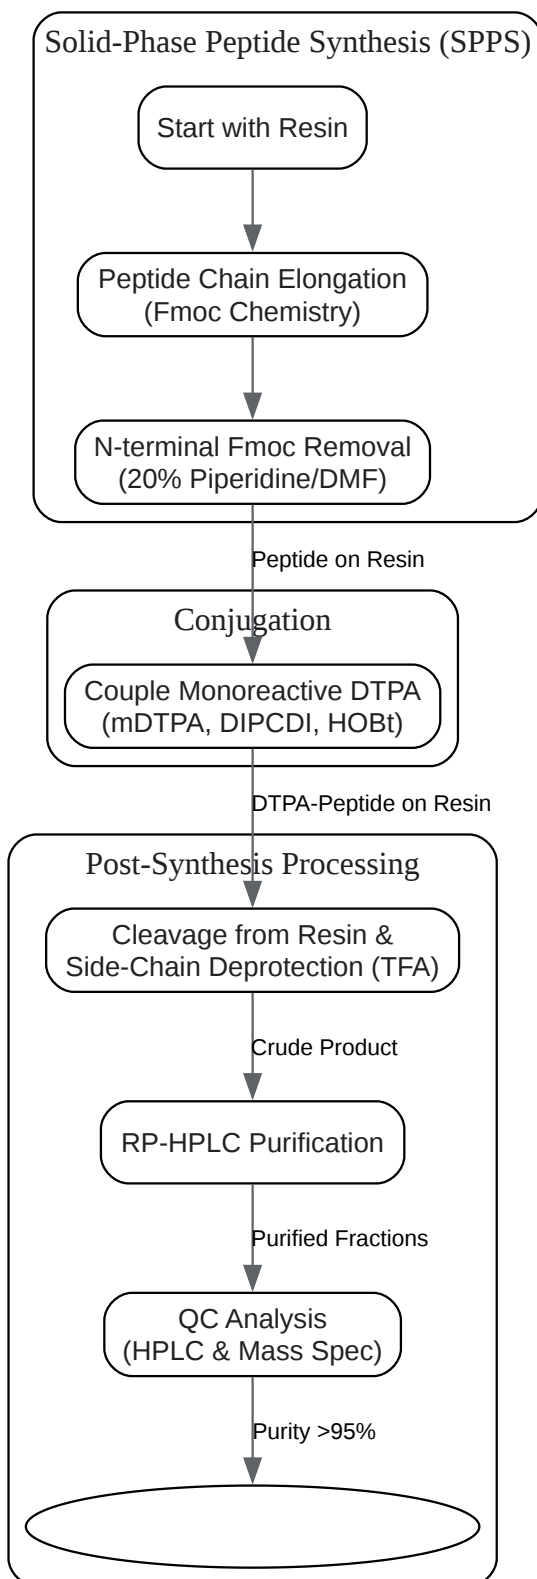 Solid-Phase Peptide Synthesis (SPPS)
Start with Resin
Peptide Chain Elongation
(Fmoc Chemistry)
N-terminal Fmoc Removal
(20% Piperidine/DMF)
Peptide on Resin
Conjugation
Couple Monoreactive DTPA
(mDTPA, DIPCDI, HOBt)
DTPA-Peptide on Resin
Post-Synthesis Processing
Cleavage from Resin &
Side-Chain Deprotection (TFA)
Crude Product
RP-HPLC Purification
Purified Fractions
QC Analysis
(HPLC & Mass Spec)
Purity >95%